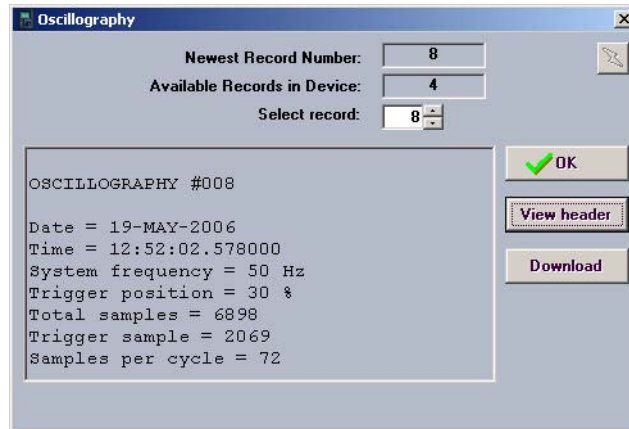 Oscillography
Newest Record Number: 8
Available Records in Device: 4
Select record: 8
OSCILLOGRAPHY #008
Date = 19-MAY-2006
Time = 12:52:02.578000
System frequency = 50 Hz
Trigger position = 30 %
Total samples = 6898
Trigger sample = 2069
Samples per cycle = 72
OK
View header
Download